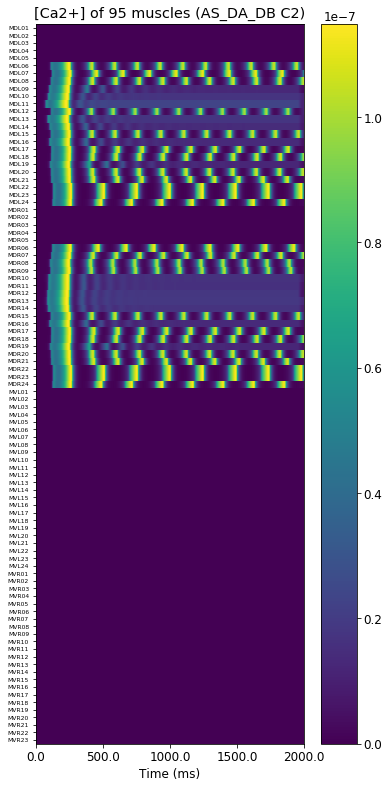 [Ca2+] of 95 muscles (AS_DA_DB C2)
1e−7
MDL01
MDL02
MDL03
MDL04
MDL05
MDL06
MDL07
MDL08
MDL09
MDL10
MDL11
MDL12
MDL13
MDL14
MDL15
MDL16
MDL17
MDL18
MDL19
MDL20
MDL21
MDL22
MDL23
MDL24
MDR01
MDR02
MDR03
MDR04
MDR05
MDR06
MDR07
MDR08
MDR09
MDR10
MDR11
MDR12
MDR13
MDR14
MDR15
MDR16
MDR17
MDR18
MDR19
MDR20
MDR21
MDR22
MDR23
MDR24
MVL01
MVL02
MVL03
MVL04
MVL05
MVL06
MVL07
MVL08
MVL09
MVL10
MVL11
MVL12
MVL13
MVL14
MVL15
MVL16
MVL17
MVL18
MVL19
MVL20
MVL21
MVL22
MVL23
MVL24
MVR01
MVR02
MVR03
MVR04
MVR05
MVR06
MVR07
MVR08
MVR09
MVR10
MVR11
MVR12
MVR13
MVR14
MVR15
MVR16
MVR17
MVR18
MVR19
MVR20
MVR21
MVR22
MVR23
0.0 500.0 1000.0 1500.0 2000.0
Time (ms)
1.0
0.8
0.6
0.4
0.2
0.0